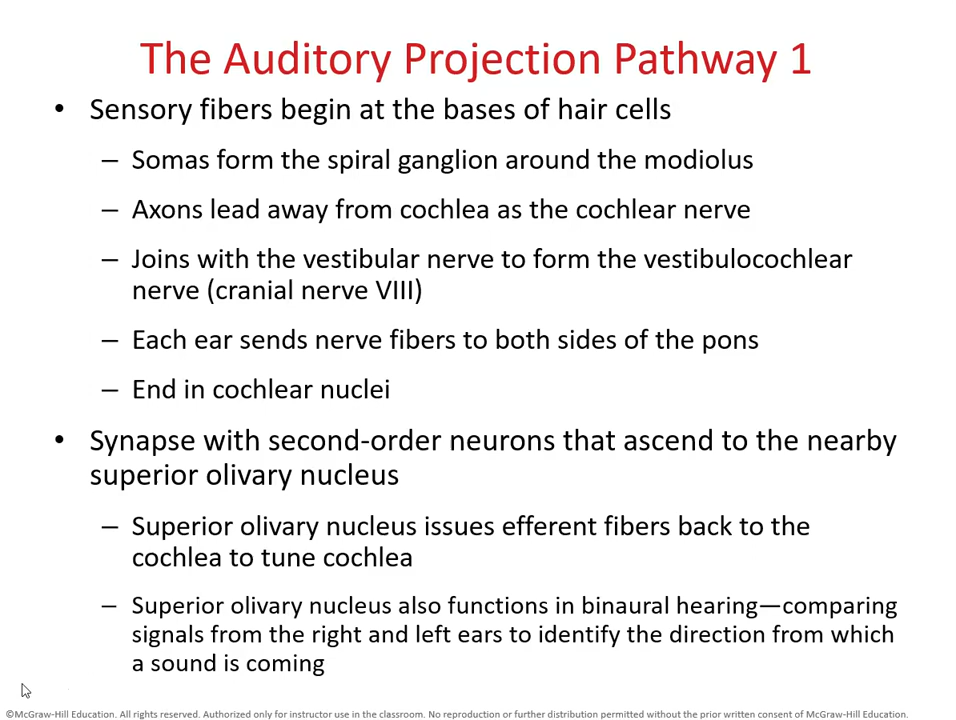 The Auditory Projection Pathway 1
• Sensory fibers begin at the bases of hair cells
– Somas form the spiral ganglion around the modiolus
– Axons lead away from cochlea as the cochlear nerve
– Joins with the vestibular nerve to form the vestibulocochlear
nerve (cranial nerve VIII)
– Each ear sends nerve fibers to both sides of the pons
– End in cochlear nuclei
• Synapse with second-order neurons that ascend to the nearby
superior olivary nucleus
– Superior olivary nucleus issues efferent fibers back to the
cochlea to tune cochlea
– Superior olivary nucleus also functions in binaural hearing—comparing
signals from the right and left ears to identify the direction from which
a sound is coming
©McGraw-Hill Education. All rights reserved. Authorized only for instructor use in the classroom. No reproduction or further distribution permitted without the prior written consent of McGraw-Hill Education.